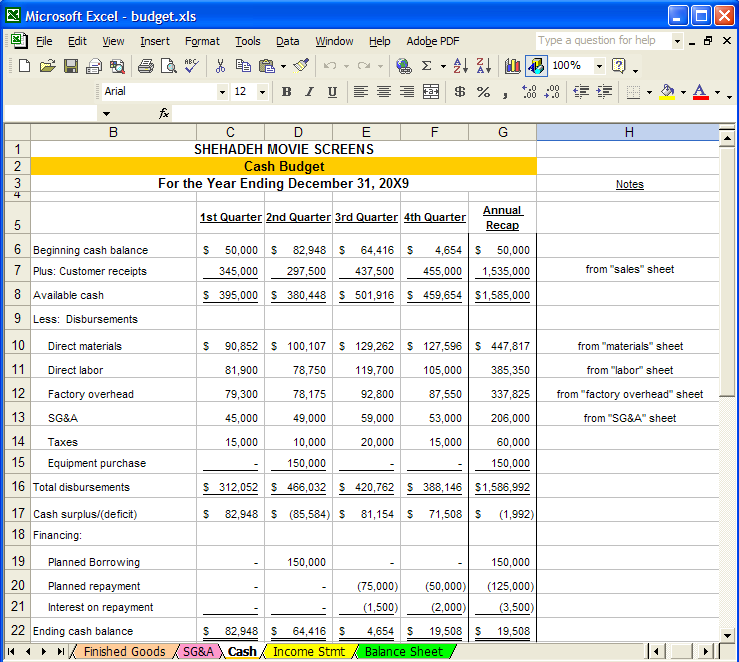 Microsoft Excel - budget.xls
File Edit View Insert Format Tools Data Window Help Adobe PDF Type a question for help
100%
Arial 12 B I U $ % ,
fx
B C D E F G H
1 SHEHADEH MOVIE SCREENS
2 Cash Budget
3 For the Year Ending December 31, 20X9 Notes
4
5 1st Quarter 2nd Quarter 3rd Quarter 4th Quarter Annual Recap
6 Beginning cash balance $ 50,000 $ 82,948 $ 64,416 $ 4,654 $ 50,000
7 Plus: Customer receipts 345,000 297,500 437,500 455,000 1,535,000 from "sales" sheet
8 Available cash $ 395,000 $ 380,448 $ 501,916 $ 459,654 $1,585,000
9 Less: Disbursements
10 Direct materials $ 90,852 $ 100,107 $ 129,262 $ 127,596 $ 447,817 from "materials" sheet
11 Direct labor 81,900 78,750 119,700 105,000 385,350 from "labor" sheet
12 Factory overhead 79,300 78,175 92,800 87,550 337,825 from "factory overhead" sheet
13 SG&A 45,000 49,000 59,000 53,000 206,000 from "SG&A" sheet
14 Taxes 15,000 10,000 20,000 15,000 60,000
15 Equipment purchase - 150,000 - - 150,000
16 Total disbursements $ 312,052 $ 466,032 $ 420,762 $ 388,146 $1,586,992
17 Cash surplus/(deficit) $ 82,948 $ (85,584) $ 81,154 $ 71,508 $ (1,992)
18 Financing:
19 Planned Borrowing - 150,000 - - 150,000
20 Planned repayment - - (75,000) (50,000) (125,000)
21 Interest on repayment - - (1,500) (2,000) (3,500)
22 Ending cash balance $ 82,948 $ 64,416 $ 4,654 $ 19,508 $ 19,508
Finished Goods SG&A Cash Income Stmt Balance Sheet